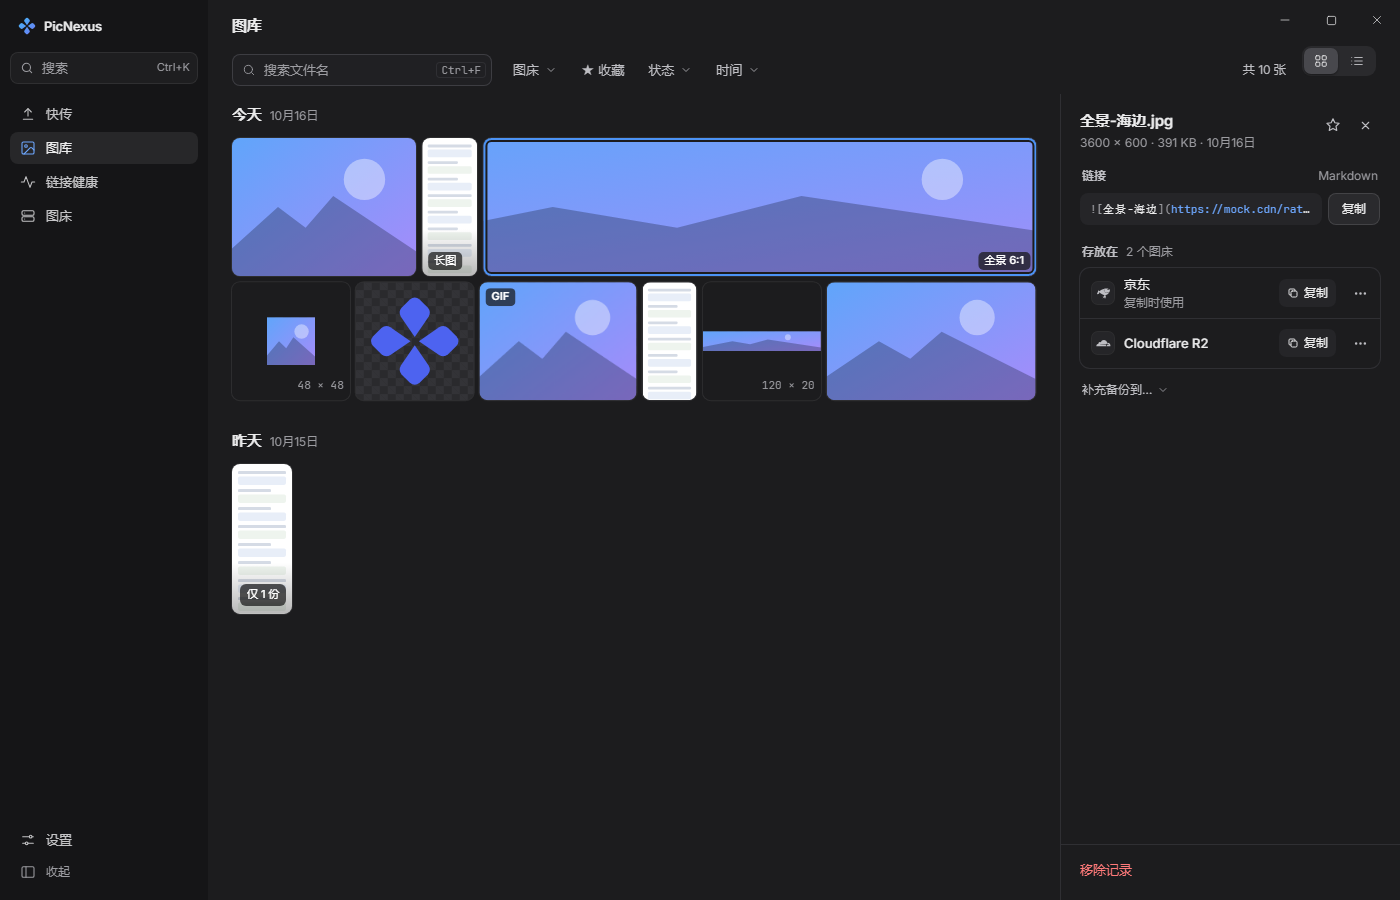 PicNexus
搜索 Ctrl+K
快传
图库
链接健康
图床
设置
收起
图库
搜索文件名 Ctrl+F
图床
★ 收藏
状态
时间
共 10 张
今天 10月16日
长图
全景 6:1
48 × 48
GIF
120 × 20
昨天 10月15日
仅 1 份
全景-海边.jpg
3600 × 600 · 391 KB · 10月16日
链接 Markdown
![全景-海边](https://mock.cdn/rat…
复制
存放在 2 个图床
京东
复制时使用
复制
Cloudflare R2
复制
补充备份到...
移除记录